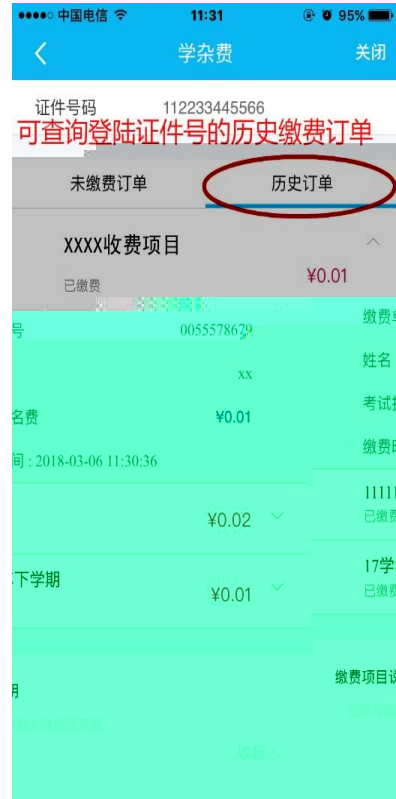 中国电信 11:31 95%
学杂费 关闭
证件号码 112233445566
可查询登陆证件号的历史缴费订单
未缴费订单 历史订单
XXXX收费项目
已缴费 ¥0.01
号 0055578679 缴费单
xx 姓名
名费 ¥0.01 考试报
间 : 2018-03-06 11:30:36 缴费时
¥0.02 11111
已缴费
下学期 ¥0.01 17学
已缴费
缴费项目说
期
收起